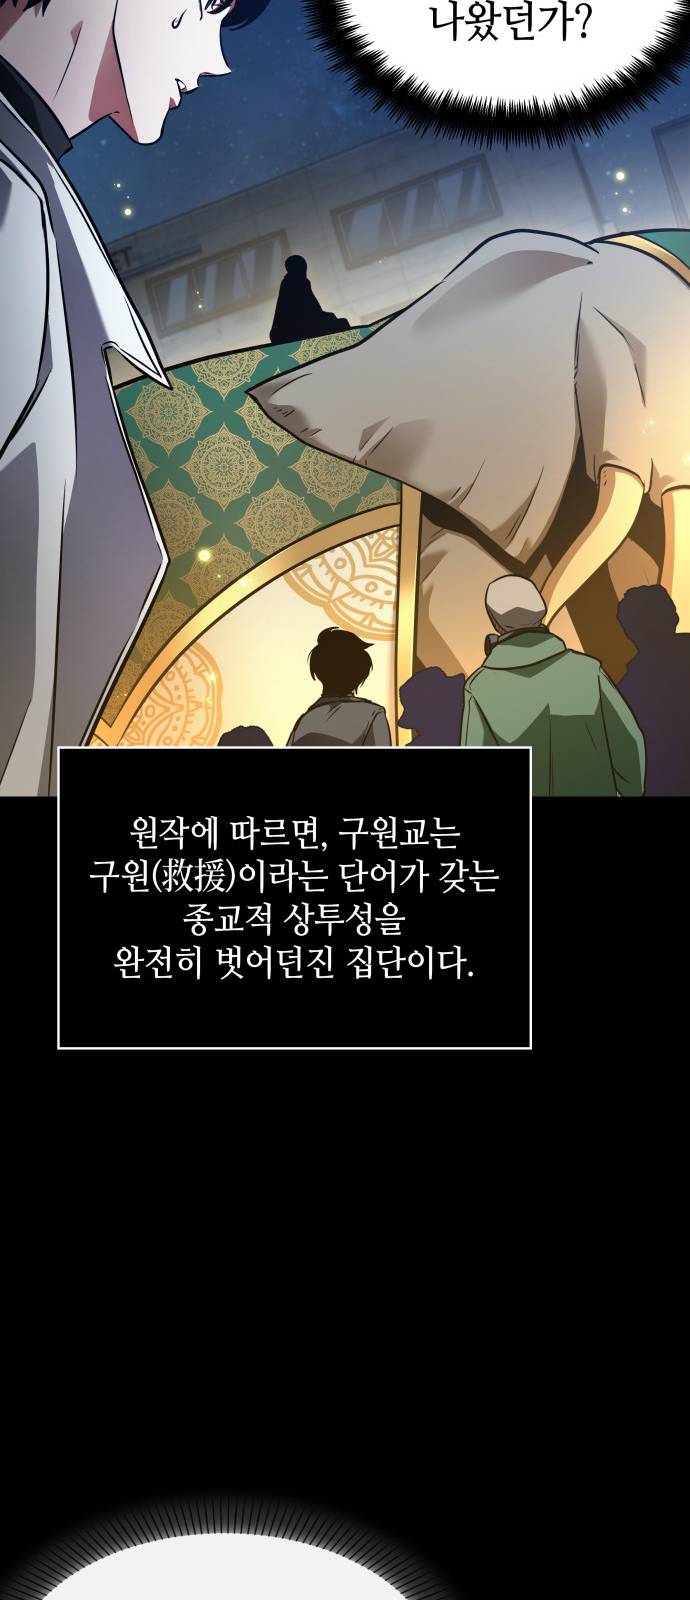 나왔던가?
ET
원작에 따르면, 구원교는
구원(救援)이라는 단어가 갖는
종교적 상투성을
완전히 벗어던진 집단이다.